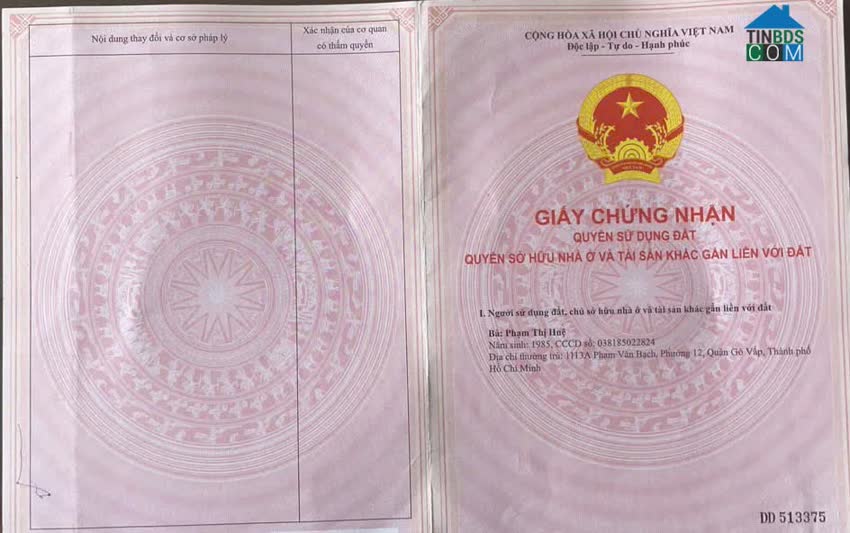 Nội dung thay đổi và cơ sở pháp lý
Xác nhận của cơ quan
có thẩm quyền
CỘNG HÒA XÃ HỘI CHỦ NGHĨA VIỆT NAM
Độc lập - Tự do - Hạnh phúc
TINBDS
COM
GIẤY CHỨNG NHẬN
QUYỀN SỬ DỤNG ĐẤT
QUYỀN SỞ HỮU NHÀ Ở VÀ TÀI SẢN KHÁC GẮN LIỀN VỚI ĐẤT
I. Người sử dụng đất, chủ sở hữu nhà ở và tài sản khác gắn liền với đất
Bà: Phạm Thị Huệ
Năm sinh: 1985, CCCD số: 038185022824
Địa chỉ thường trú: 1113A Phạm Văn Bạch, Phường 12, Quận Gò Vấp, Thành phố
Hồ Chí Minh
DD 513375